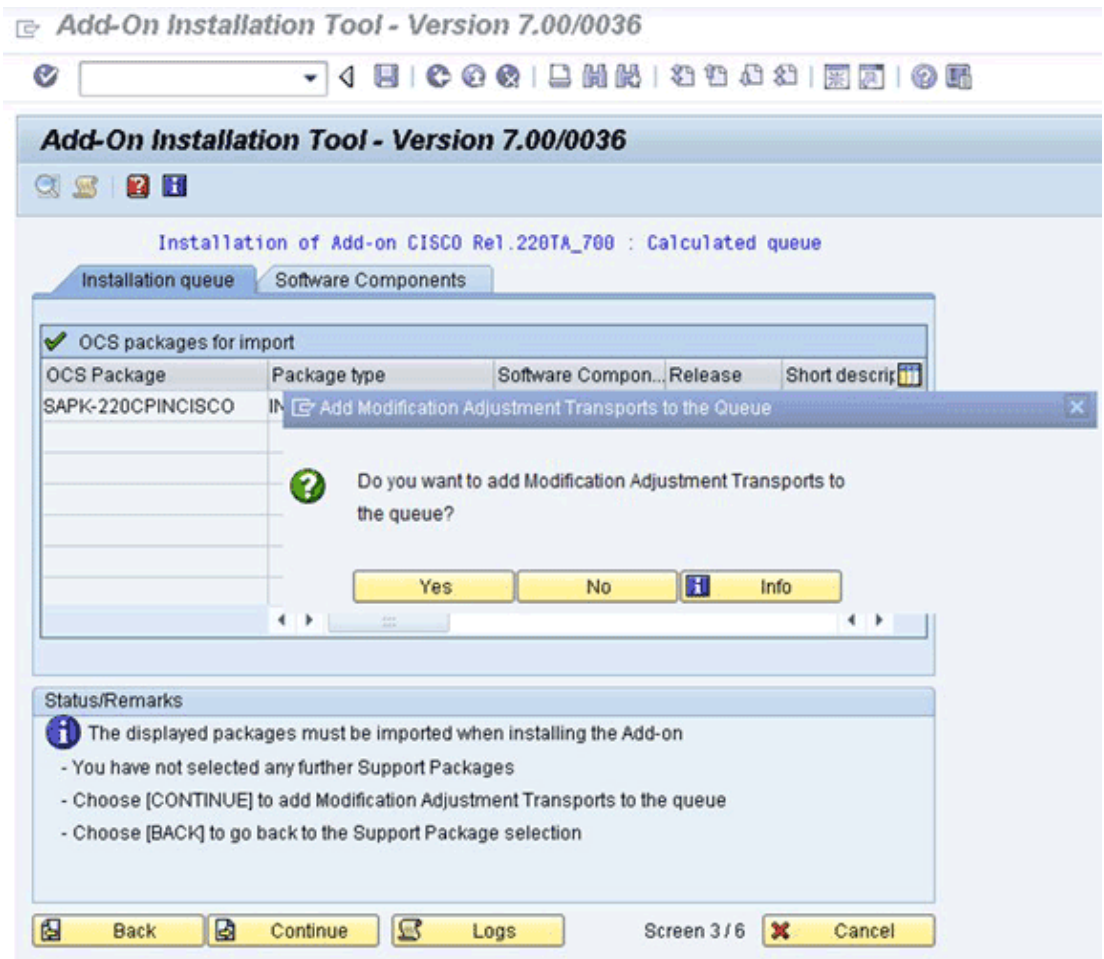 Add-On Installation Tool - Version 7.00/0036
Add-On Installation Tool - Version 7.00/0036
Installation of Add-on CISCO Rel.220TA_700 : Calculated queue
Installation queue Software Components
OCS packages for import
OCS Package Package type Software Compon... Release Short descrip
SAPK-220CPINCISCO IN
Add Modification Adjustment Transports to the Queue
Do you want to add Modification Adjustment Transports to
the queue?
Yes No Info
Status/Remarks
The displayed packages must be imported when installing the Add-on
- You have not selected any further Support Packages
- Choose [CONTINUE] to add Modification Adjustment Transports to the queue
- Choose [BACK] to go back to the Support Package selection
Back Continue Logs Screen 3 / 6 Cancel